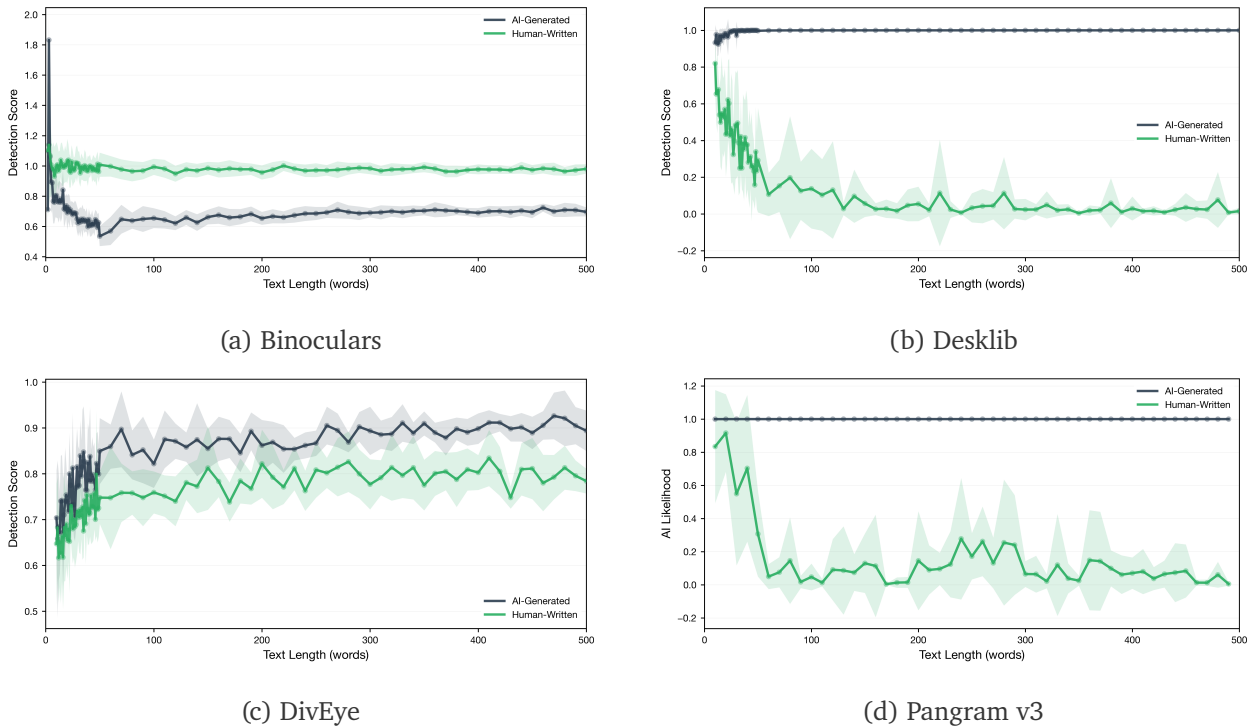 2.0
1.8
1.6
1.4
1.2
1.0
0.8
0.6
0.4
Detection Score
AI-Generated
Human-Written
0 100 200 300 400 500
Text Length (words)
(a) Binoculars
1.0
0.8
0.6
0.4
0.2
0.0
−0.2
Detection Score
AI-Generated
Human-Written
0 100 200 300 400 500
Text Length (words)
(b) Desklib
1.0
0.9
0.8
0.7
0.6
0.5
Detection Score
AI-Generated
Human-Written
0 100 200 300 400 500
Text Length (words)
(c) DivEye
1.2
1.0
0.8
0.6
0.4
0.2
0.0
−0.2
AI Likelihood
AI-Generated
Human-Written
0 100 200 300 400 500
Text Length (words)
(d) Pangram v3